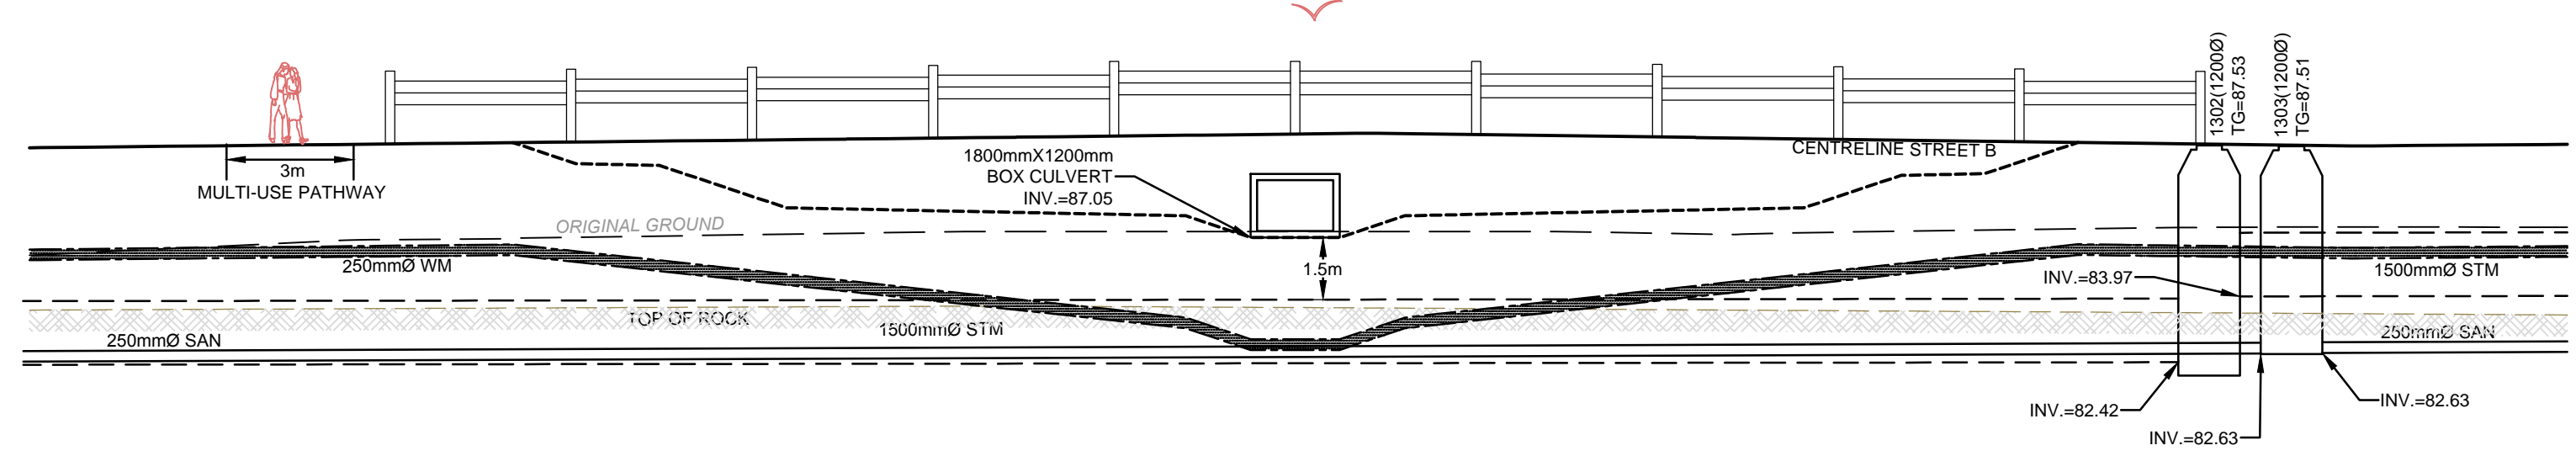 1302(1200Ø)
TG=87.53
1303(1200Ø)
TG=87.51
3m
MULTI-USE PATHWAY
1800mmX1200mm
BOX CULVERT
INV.=87.05
CENTRELINE STREET B
ORIGINAL GROUND
250mmØ WM
1.5m
INV.=83.97
1500mmØ STM
TOP OF ROCK
1500mmØ STM
250mmØ SAN
250mmØ SAN
INV.=82.42
INV.=82.63
INV.=82.63